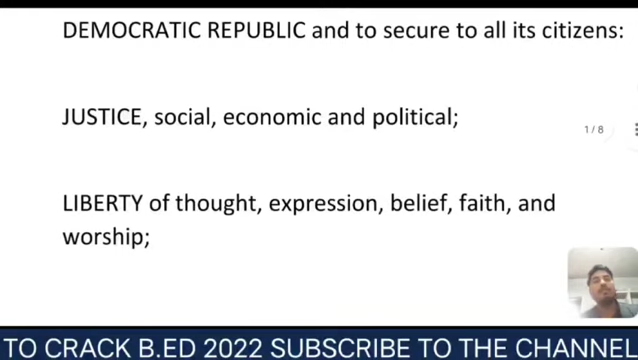 DEMOCRATIC REPUBLIC and to secure to all its citizens:
JUSTICE, social, economic and political;
1 / 8
LIBERTY of thought, expression, belief, faith, and
worship;
TO CRACK B.ED 2022 SUBSCRIBE TO THE CHANNEL